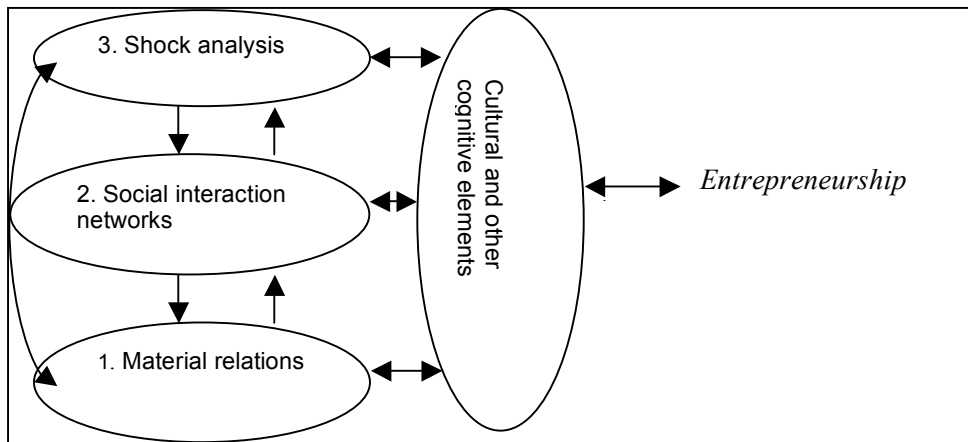 3. Shock analysis
2. Social interaction
networks
1. Material relations
Cultural and other
cognitive elements
Entrepreneurship